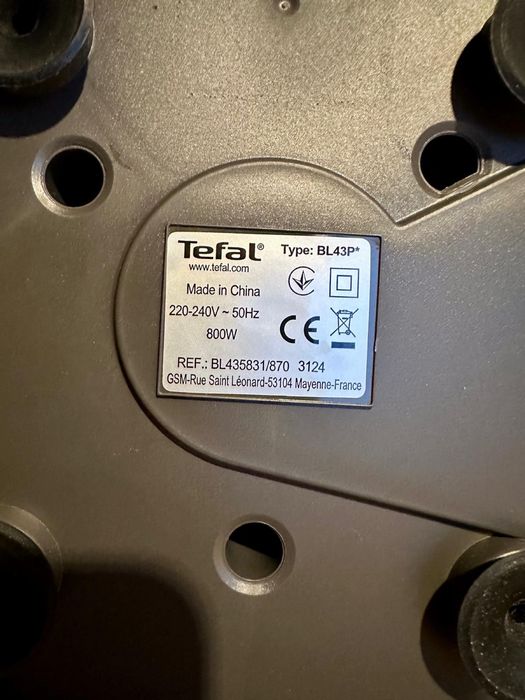 Tefal® Type: BL43P*
www.tefal.com
Made in China
220-240V ~ 50Hz
800W
CE
REF.: BL435831/870 3124
GSM-Rue Saint Léonard-53104 Mayenne-France